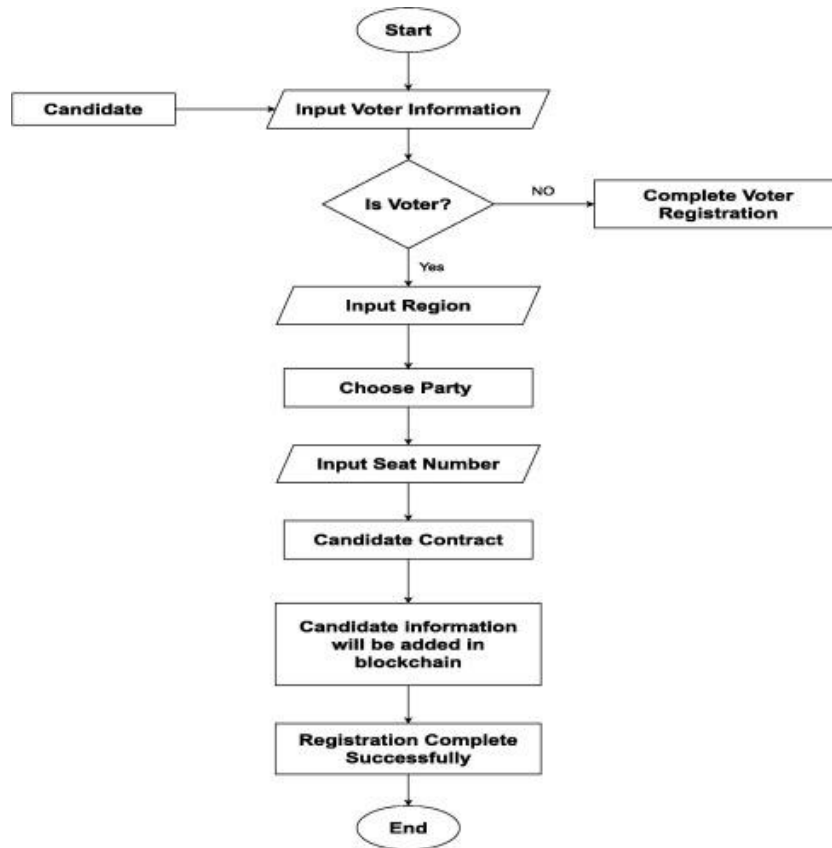 Start
Candidate
Input Voter Information
Is Voter?
NO
Complete Voter
Registration
Yes
Input Region
Choose Party
Input Seat Number
Candidate Contract
Candidate information
will be added in
blockchain
Registration Complete
Successfully
End